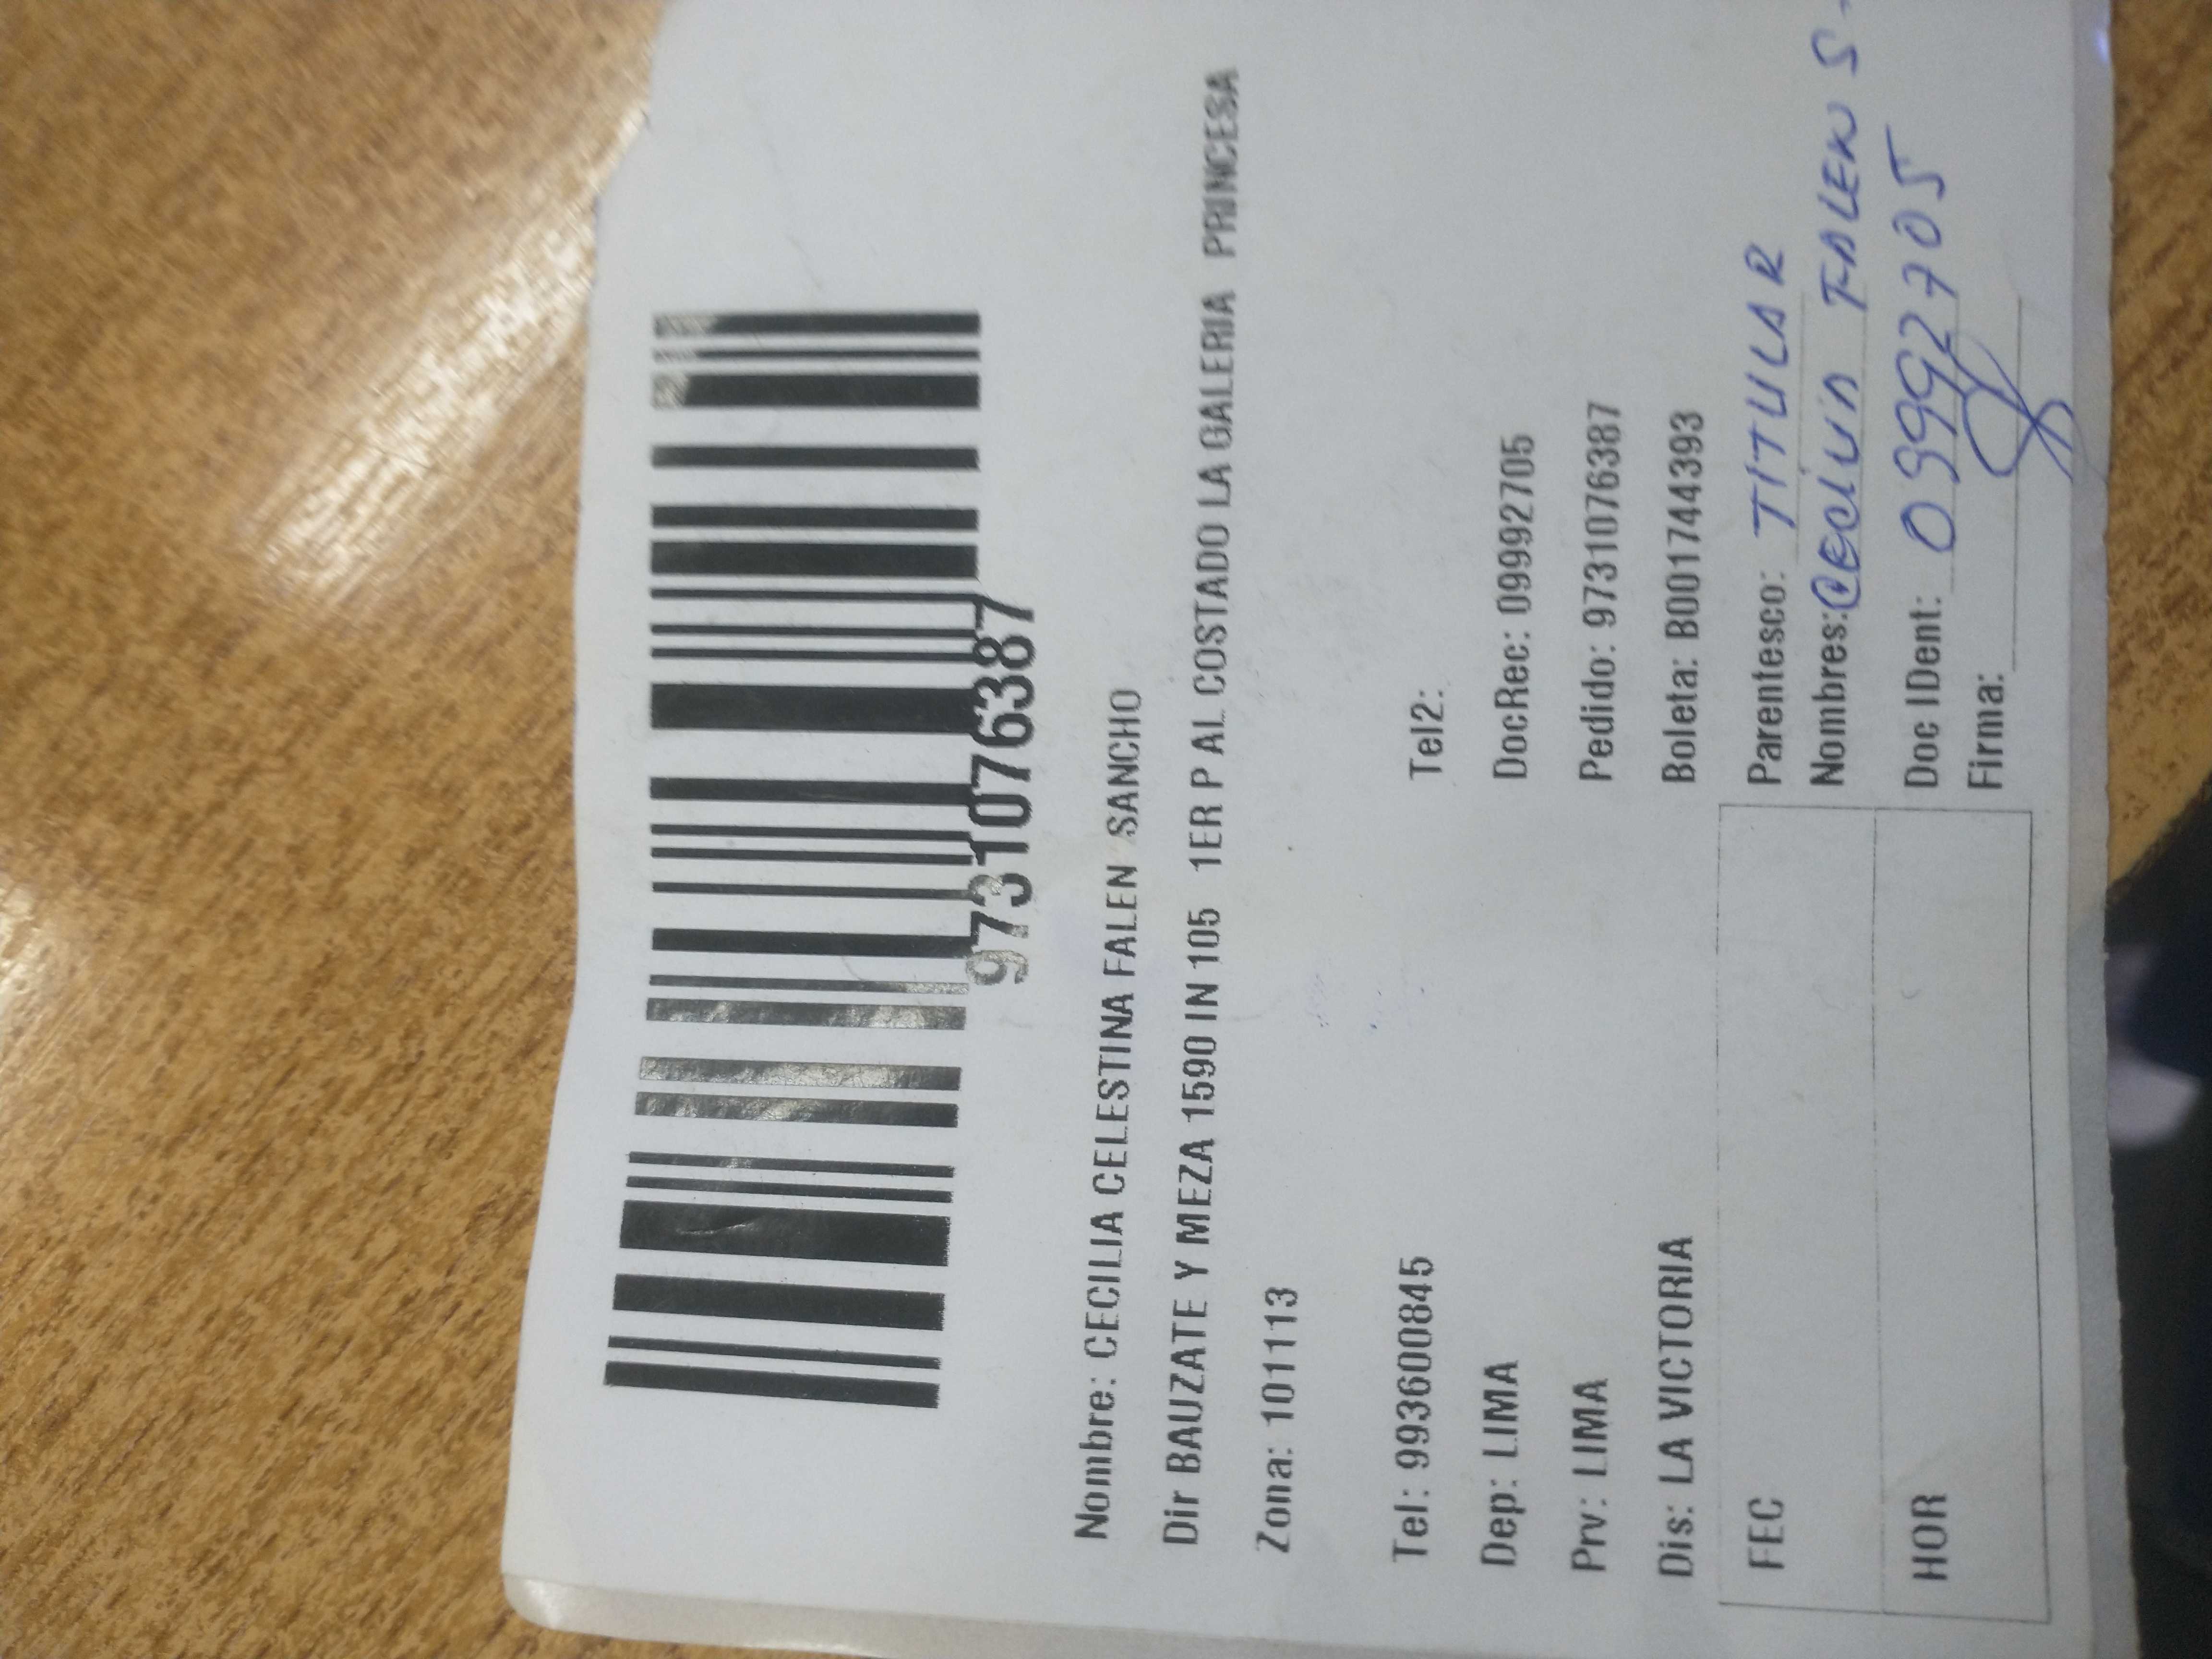 9731076387
Nombre: CECILIA CELESTINA FALEN SANCHO
Dir BAUZATE Y MEZA 1590 IN 105 1ER P AL COSTADO LA GALERIA PRINCESA
Zona: 101113
Tel: 993600845 Tel2:
Dep: LIMA DocRec: 09992705
Prv: LIMA Pedido: 9731076387
Dis: LA VICTORIA Boleta: B001744393
FEC Parentesco: TITULAR
Nombres: CECILIA FALEN S.
HOR Doc IDent: 09992705
Firma: